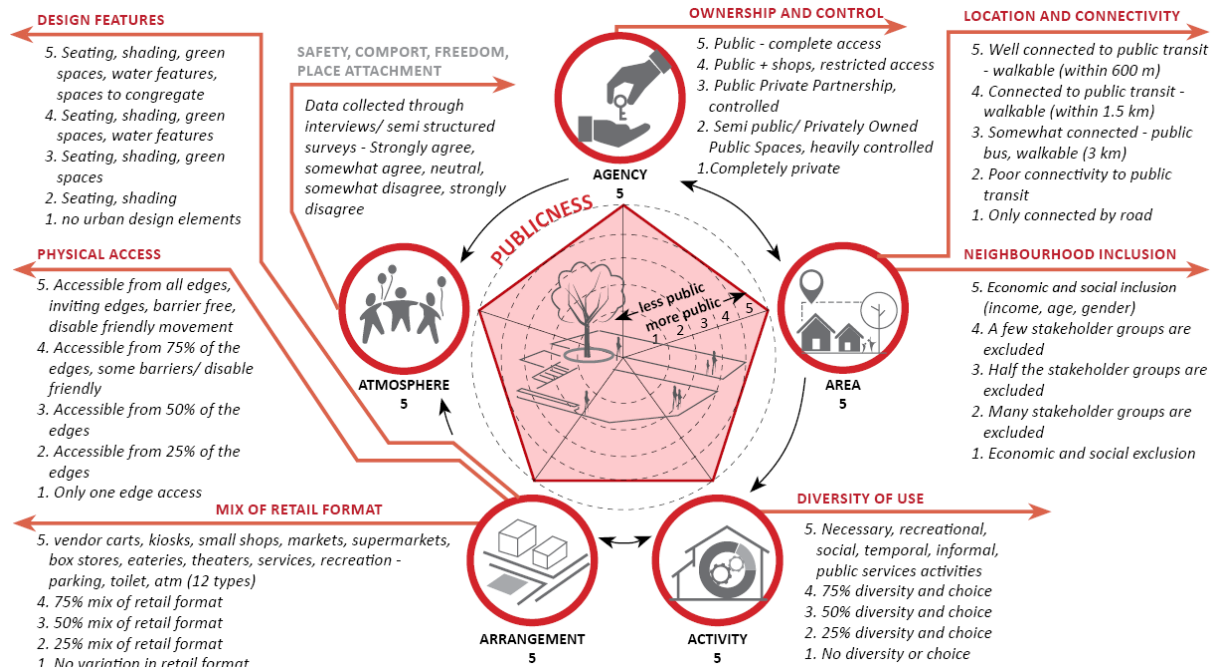 DESIGN FEATURES
5. Seating, shading, green
spaces, water features,
spaces to congregate
4. Seating, shading, green
spaces, water features
3. Seating, shading, green
spaces
2. Seating, shading
1. no urban design elements
PHYSICAL ACCESS
5. Accessible from all edges,
inviting edges, barrier free,
disable friendly movement
4. Accessible from 75% of the
edges, some barriers/ disable
friendly
3. Accessible from 50% of the
edges
2. Accessible from 25% of the
edges
1. Only one edge access
MIX OF RETAIL FORMAT
5. vendor carts, kiosks, small shops, markets, supermarkets,
box stores, eateries, theaters, services, recreation -
parking, toilet, atm (12 types)
4. 75% mix of retail format
3. 50% mix of retail format
2. 25% mix of retail format
1. No variation in retail format
SAFETY, COMPORT, FREEDOM,
PLACE ATTACHMENT
Data collected through
interviews/ semi structured
surveys - Strongly agree,
somewhat agree, neutral,
somewhat disagree, strongly
disagree
OWNERSHIP AND CONTROL
5. Public - complete access
4. Public + shops, restricted access
3. Public Private Partnership,
controlled
2. Semi public/ Privately Owned
Public Spaces, heavily controlled
1.Completely private
AGENCY
5
PUBLICNESS
less public
more public
1 2 3 4 5
ATMOSPHERE
5
AREA
5
ARRANGEMENT
5
ACTIVITY
5
LOCATION AND CONNECTIVITY
5. Well connected to public transit
- walkable (within 600 m)
4. Connected to public transit -
walkable (within 1.5 km)
3. Somewhat connected - public
bus, walkable (3 km)
2. Poor connectivity to public
transit
1. Only connected by road
NEIGHBOURHOOD INCLUSION
5. Economic and social inclusion
(income, age, gender)
4. A few stakeholder groups are
excluded
3. Half the stakeholder groups are
excluded
2. Many stakeholder groups are
excluded
1. Economic and social exclusion
DIVERSITY OF USE
5. Necessary, recreational,
social, temporal, informal,
public services activities
4. 75% diversity and choice
3. 50% diversity and choice
2. 25% diversity and choice
1. No diversity or choice